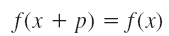 f(x + p) = f(x)